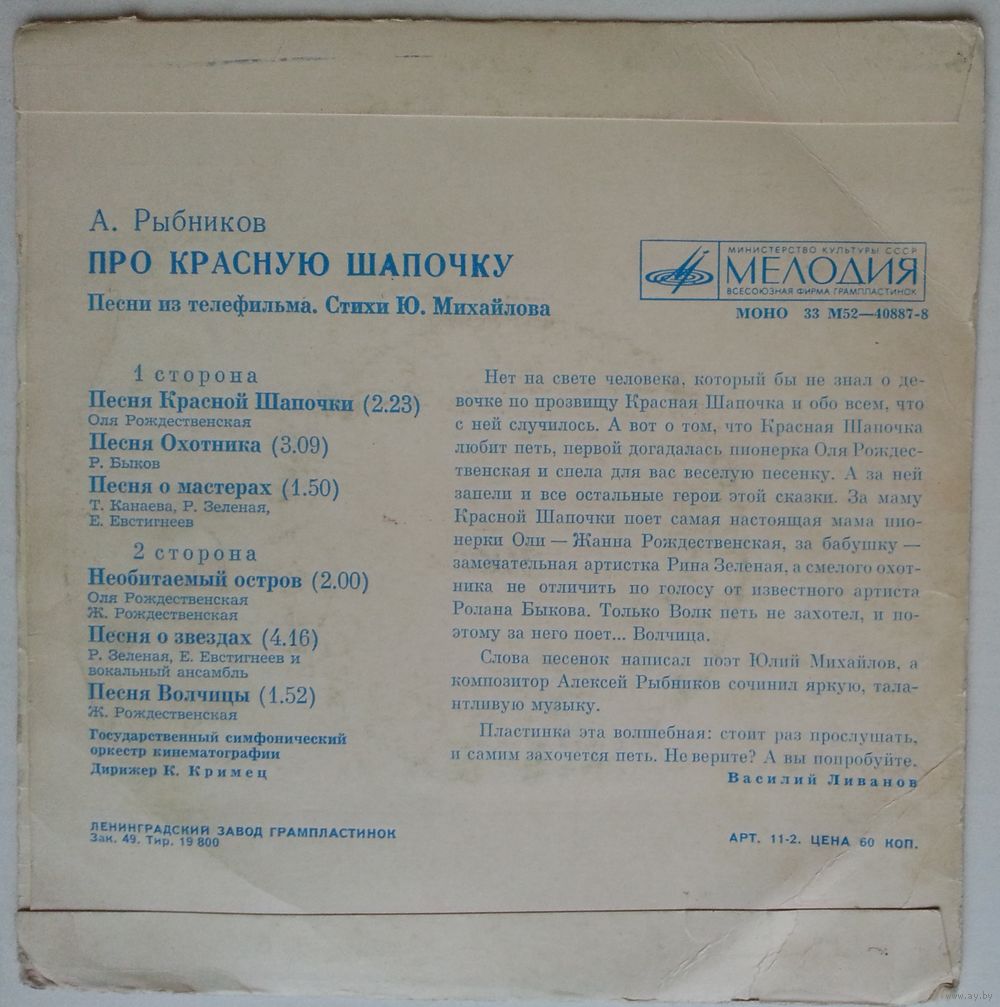 А. Рыбников
ПРО КРАСНУЮ ШАПОЧКУ
Песни из телефильма. Стихи Ю. Михайлова
МИНИСТЕРСТВО КУЛЬТУРЫ СССР
МЕЛОДИЯ
ВСЕСОЮЗНАЯ ФИРМА ГРАМПЛАСТИНОК
МОНО 33 М52—40887-8
1 сторона
Песня Красной Шапочки (2.23)
Оля Рождественская
Песня Охотника (3.09)
Р. Быков
Песня о мастерах (1.50)
Т. Канаева, Р. Зеленая,
Е. Евстигнеев
2 сторона
Необитаемый остров (2.00)
Оля Рождественская
Ж. Рождественская
Песня о звездах (4.16)
Р. Зеленая, Е. Евстигнеев и
вокальный ансамбль
Песня Волчицы (1.52)
Ж. Рождественская
Государственный симфонический
оркестр кинематографии
Дирижер К. Кримец
Нет на свете человека, который бы не знал о де-
вочке по прозвищу Красная Шапочка и обо всем, что
с ней случилось. А вот о том, что Красная Шапочка
любит петь, первой догадалась пионерка Оля Рождес-
твенская и спела для вас веселую песенку. А за ней
запели и все остальные герои этой сказки. За маму
Красной Шапочки поет самая настоящая мама пио-
нерки Оли — Жанна Рождественская, за бабушку —
замечательная артистка Рина Зеленая, а смелого охот-
ника не отличить по голосу от известного артиста
Ролана Быкова. Только Волк петь не захотел, и по-
этому за него поет... Волчица.
Слова песенок написал поэт Юлий Михайлов, а
композитор Алексей Рыбников сочинил яркую, тала-
нтливую музыку.
Пластинка эта волшебная: стоит раз прослушать,
и самим захочется петь. Не верите? А вы попробуйте.
Василий Ливанов
ЛЕНИНГРАДСКИЙ ЗАВОД ГРАМПЛАСТИНОК
Зак. 49. Тир. 19 800
АРТ. 11-2. ЦЕНА 60 КОП.
www.ay.by